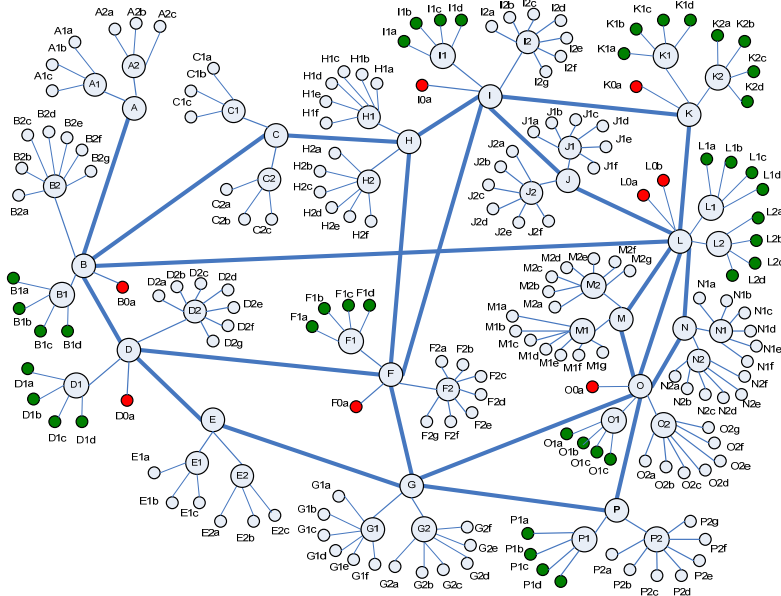 A2a
A2b
A2c
A1a
A1b
A1c
A1
A2
A
B2c
B2d
B2e
B2f
B2g
B2b
B2a
B2
C1a
C1b
C1c
C1
C
C2
C2a
C2b
C2c
H1c
H1b
H1d
H1a
H1e
H1f
H1
H
H2a
H2b
H2c
H2d
H2e
H2f
H2
I1b
I1c
I1d
I1a
I1
I0a
I
I2a
I2b
I2c
I2d
I2e
I2f
I2g
I2
J1b
J1c
J1a
J1d
J1e
J1f
J1
J
J2a
J2b
J2c
J2d
J2e
J2f
J2
K1c
K1d
K1b
K1a
K1
K0a
K
K2a
K2b
K2c
K2d
K2
L0b
L0a
L1a
L1b
L1c
L1d
L1
L
L2a
L2b
L2c
L2d
L2
B
B0a
B1
B1a
B1b
B1c
B1d
D2b
D2c
D2a
D2d
D2e
D2f
D2g
D2
D
D0a
D1
D1a
D1b
D1c
D1d
F1b
F1c
F1d
F1a
F1
F
F0a
F2a
F2b
F2c
F2d
F2e
F2f
F2g
F2
M2e
M2f
M2d
M2g
M2c
M2b
M2a
M2
M
M1a
M1b
M1c
M1d
M1e
M1f
M1g
M1
N
N1a
N1b
N1c
N1d
N1e
N1f
N1
N2
N2a
N2b
N2c
N2d
N2e
O0a
O
O1
O1a
O1b
O1c
O1c
O2
O2g
O2f
O2e
O2d
O2c
O2b
O2a
E
E1a
E1
E1b
E1c
E2
E2a
E2b
E2c
G
G1a
G1b
G1c
G1d
G1e
G1f
G1
G2
G2f
G2e
G2d
G2c
G2b
G2a
P
P1a
P1b
P1c
P1d
P1
P2
P2g
P2f
P2e
P2d
P2c
P2b
P2a